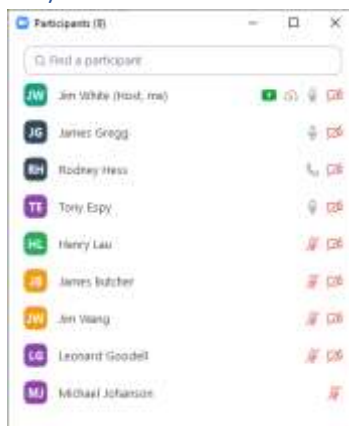 Participants (8)
Find a participant
JW Jim White (Host, me)
JG James Gregg
RH Rodney Hess
TE Tony Espy
HL Henry Lau
JB James Butcher
JW Jim Wang
LG Leonard Goodell
MJ Michael Johanson